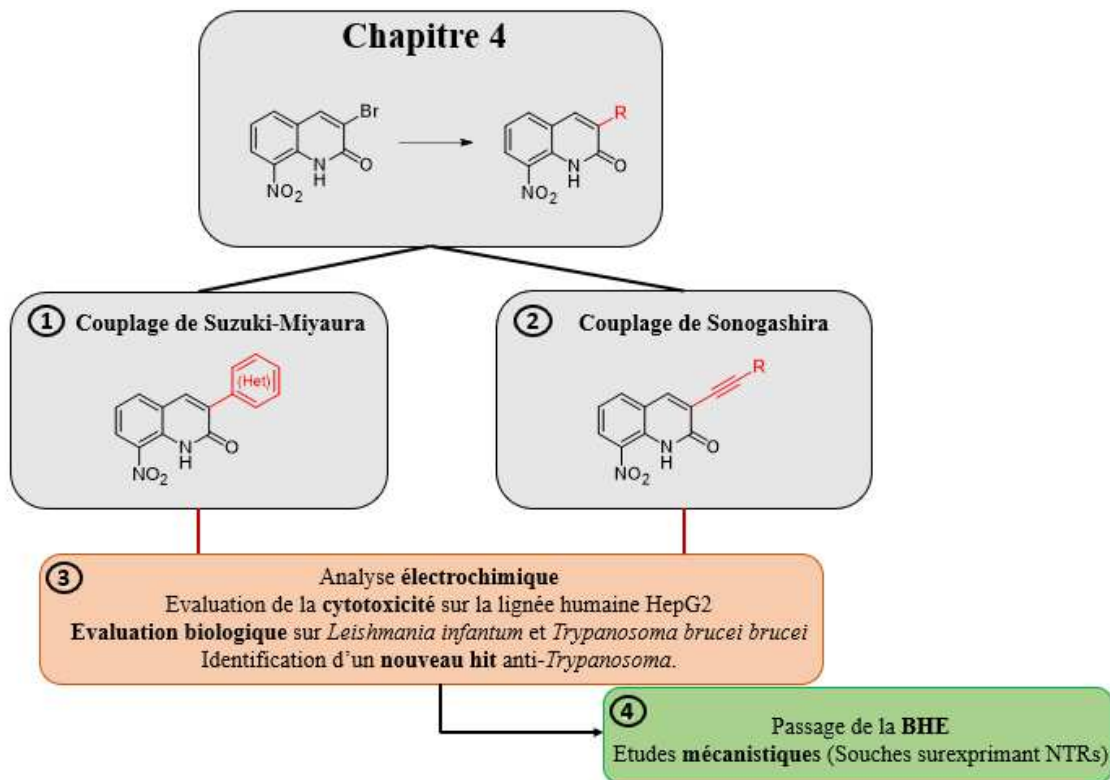 Chapitre 4
Br
R
N
H
O
N
H
O
NO2
NO2
1 Couplage de Suzuki-Miyaura
(Het)
N
H
O
NO2
2 Couplage de Sonogashira
R
N
H
O
NO2
3
Analyse électrochimique
Evaluation de la cytotoxicité sur la lignée humaine HepG2
Evaluation biologique sur Leishmania infantum et Trypanosoma brucei brucei
Identification d’un nouveau hit anti-Trypanosoma.
4
Passage de la BHE
Etudes mécanistiques (Souches surexprimant NTRs)